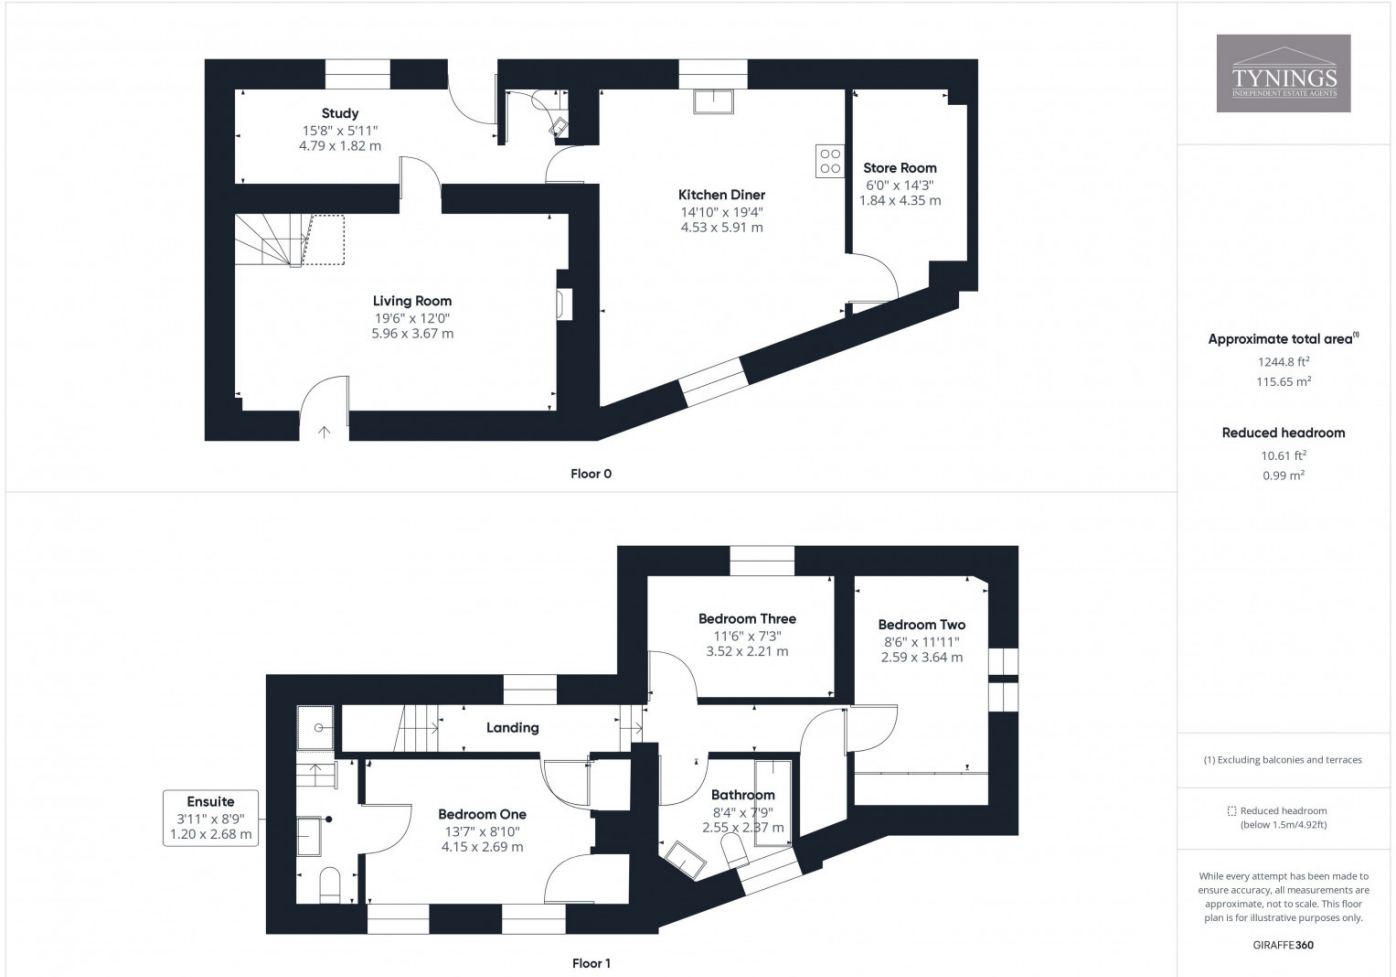 Study
15'8" x 5'11"
4.79 x 1.82 m
Kitchen Diner
14'10" x 19'4"
4.53 x 5.91 m
Store Room
6'0" x 14'3"
1.84 x 4.35 m
Living Room
19'6" x 12'0"
5.96 x 3.67 m
Floor 0
Bedroom Three
11'6" x 7'3"
3.52 x 2.21 m
Bedroom Two
8'6" x 11'11"
2.59 x 3.64 m
Landing
Ensuite
3'11" x 8'9"
1.20 x 2.68 m
Bedroom One
13'7" x 8'10"
4.15 x 2.69 m
Bathroom
8'4" x 7'9"
2.55 x 2.37 m
Floor 1
TYNINGS
INDEPENDENT ESTATE AGENTS
Approximate total area(1)
1244.8 ft²
115.65 m²
Reduced headroom
10.61 ft²
0.99 m²
(1) Excluding balconies and terraces
Reduced headroom
(below 1.5m/4.92ft)
While every attempt has been made to
ensure accuracy, all measurements are
approximate, not to scale. This floor
plan is for illustrative purposes only.
GIRAFFE360